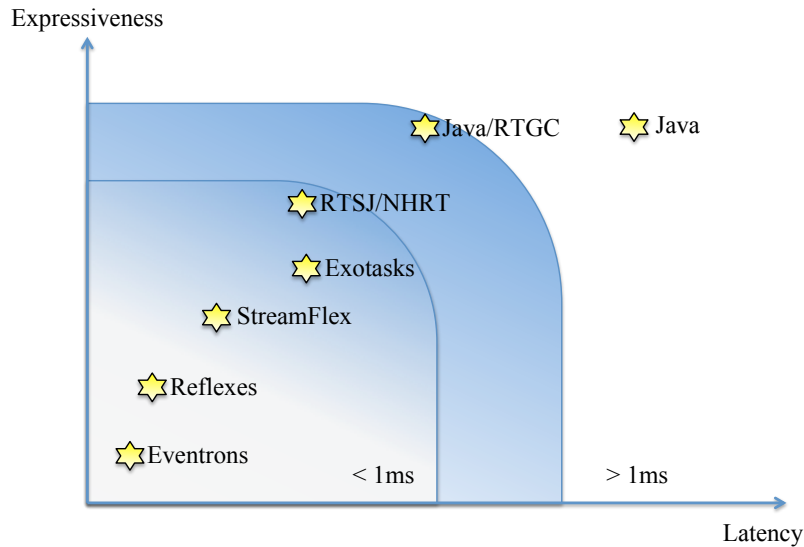 Expressiveness
Java/RTGC
Java
RTSJ/NHRT
Exotasks
StreamFlex
Reflexes
Eventrons
< 1ms
> 1ms
Latency